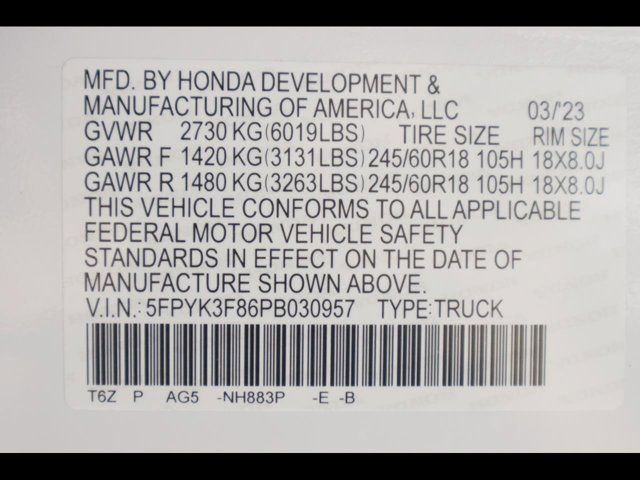 MFD. BY HONDA DEVELOPMENT &
MANUFACTURING OF AMERICA, LLC 03/'23
GVWR 2730 KG(6019LBS) TIRE SIZE RIM SIZE
GAWR F 1420 KG(3131LBS) 245/60R18 105H 18X8.0J
GAWR R 1480 KG(3263LBS) 245/60R18 105H 18X8.0J
THIS VEHICLE CONFORMS TO ALL APPLICABLE
FEDERAL MOTOR VEHICLE SAFETY
STANDARDS IN EFFECT ON THE DATE OF
MANUFACTURE SHOWN ABOVE.
V.I.N.: 5FPYK3F86PB030957 TYPE:TRUCK
T6Z P AG5 -NH883P -E -B